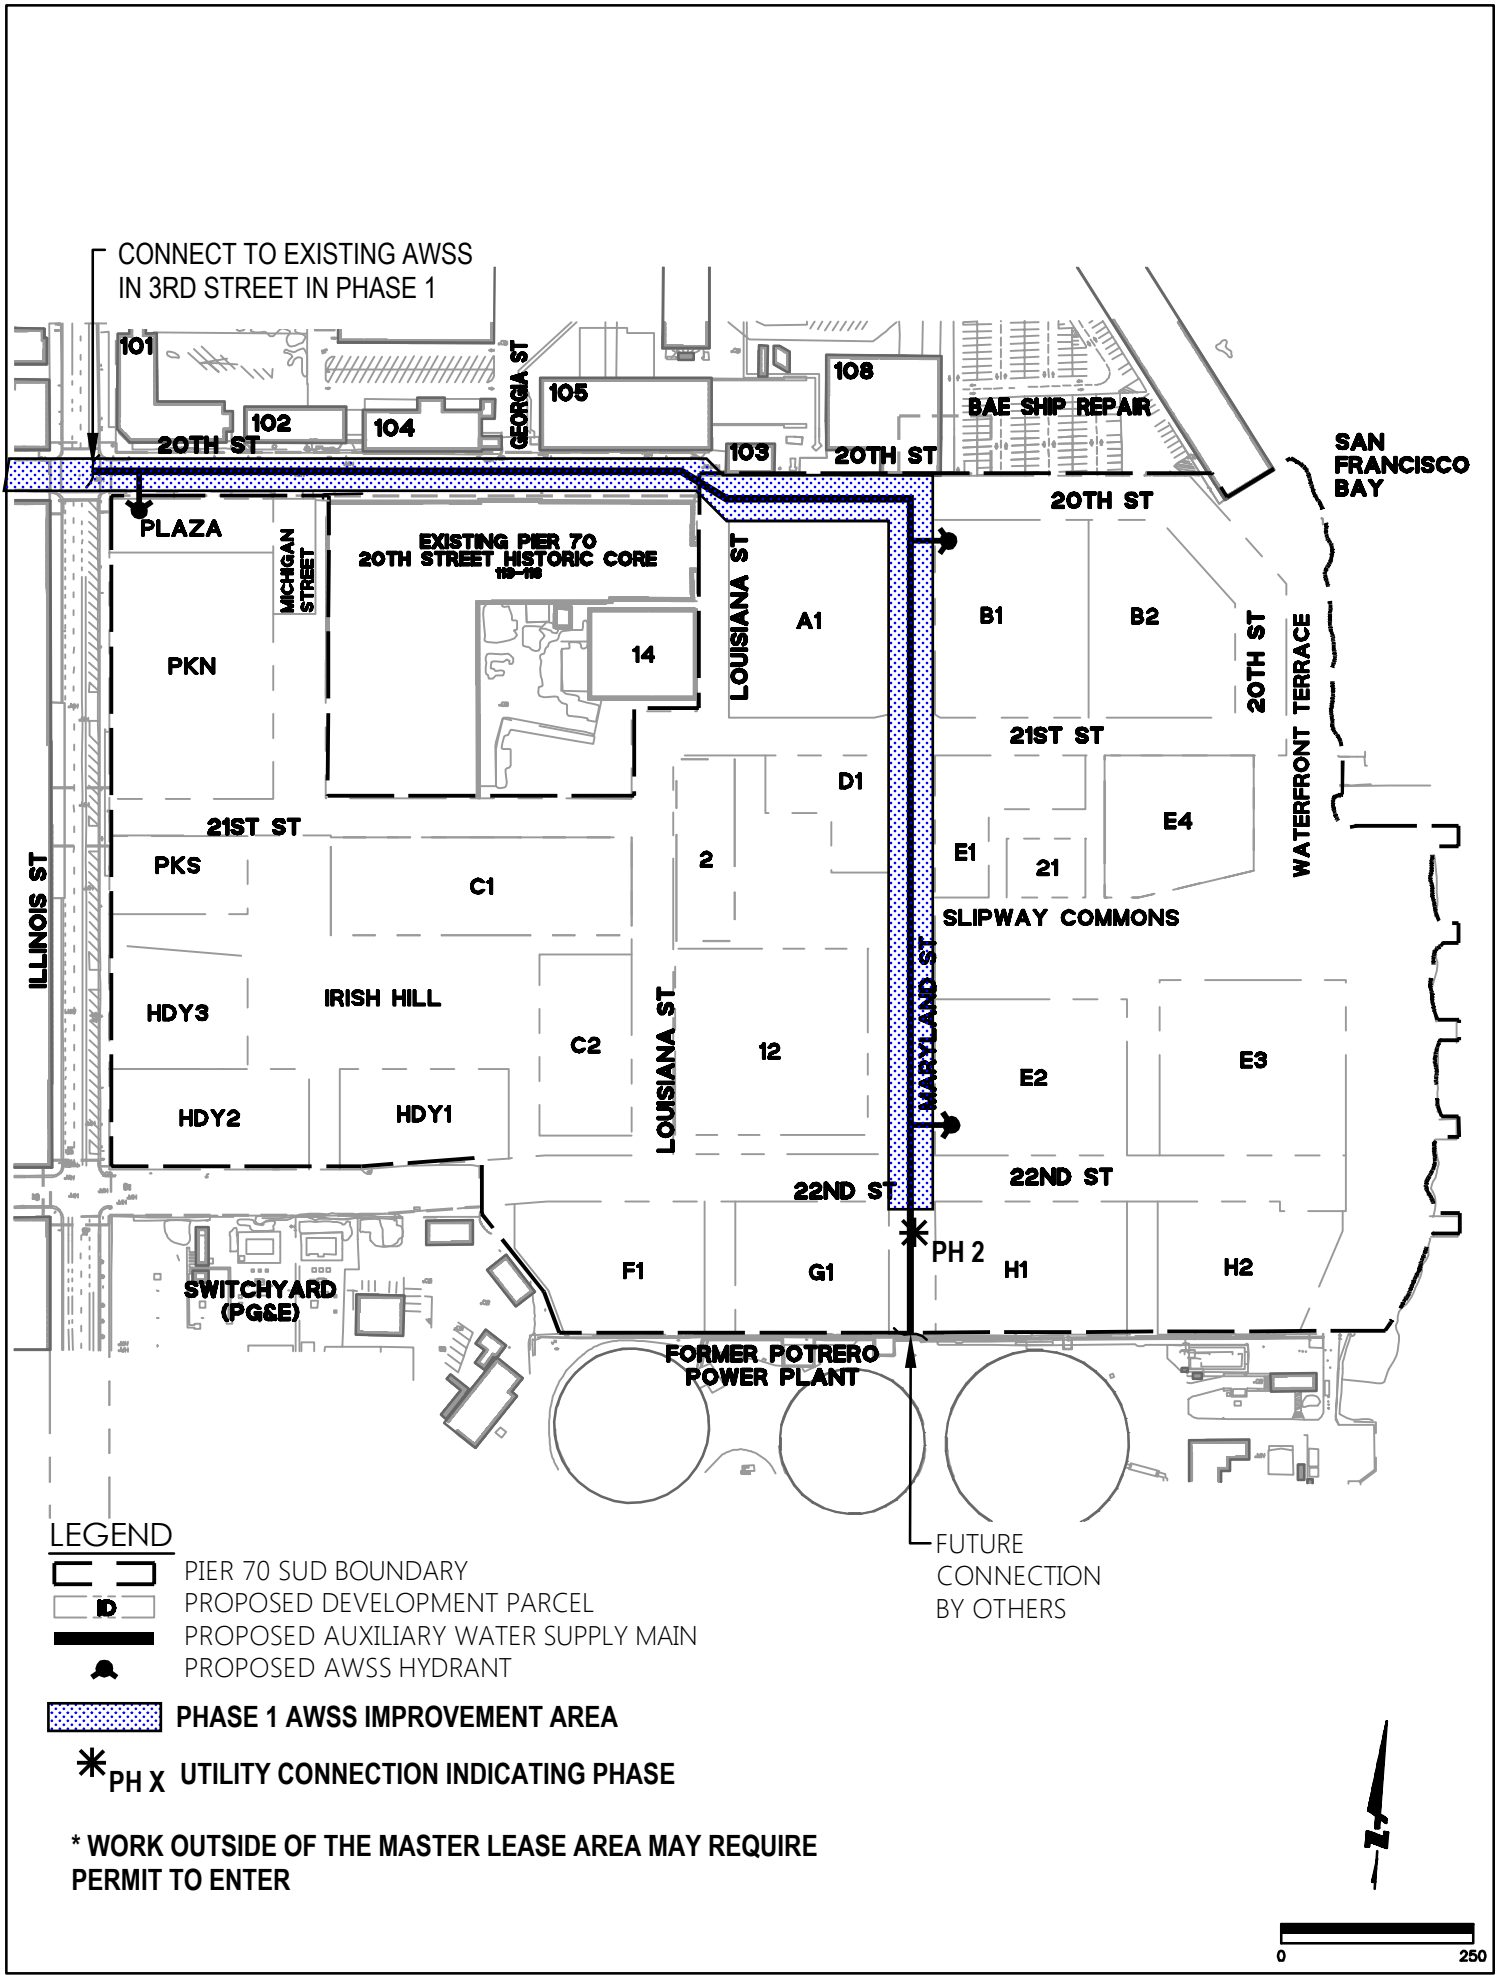 CONNECT TO EXISTING AWSS
IN 3RD STREET IN PHASE 1
101
102
104
GEORGIA ST
105
103
108
BAE SHIP REPAIR
20TH ST
20TH ST
20TH ST
SAN
FRANCISCO
BAY
PLAZA
MICHIGAN
STREET
EXISTING PIER 70
20TH STREET HISTORIC CORE
113-116
LOUISIANA ST
A1
B1
B2
20TH ST
WATERFRONT TERRACE
PKN
14
21ST ST
D1
E4
21ST ST
PKS
C1
2
E1
21
ILLINOIS ST
SLIPWAY COMMONS
HDY3
IRISH HILL
C2
LOUISIANA ST
12
MARYLAND ST
E2
E3
HDY2
HDY1
22ND ST
22ND ST
PH 2
F1
G1
H1
H2
SWITCHYARD
(PG&E)
FORMER POTRERO
POWER PLANT
FUTURE
CONNECTION
BY OTHERS
LEGEND
PIER 70 SUD BOUNDARY
ID
PROPOSED DEVELOPMENT PARCEL
PROPOSED AUXILIARY WATER SUPPLY MAIN
PROPOSED AWSS HYDRANT
PHASE 1 AWSS IMPROVEMENT AREA
PH X UTILITY CONNECTION INDICATING PHASE
* WORK OUTSIDE OF THE MASTER LEASE AREA MAY REQUIRE
PERMIT TO ENTER
N
0 250